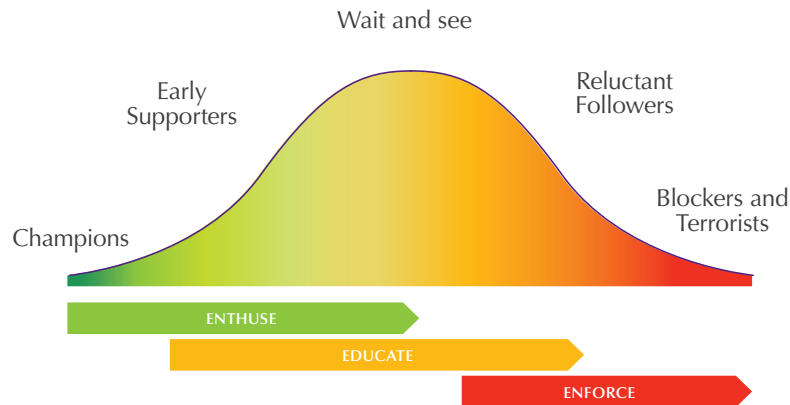 Wait and see
Early
Supporters
Reluctant
Followers
Blockers and
Terrorists
Champions
ENTHUSE
EDUCATE
ENFORCE